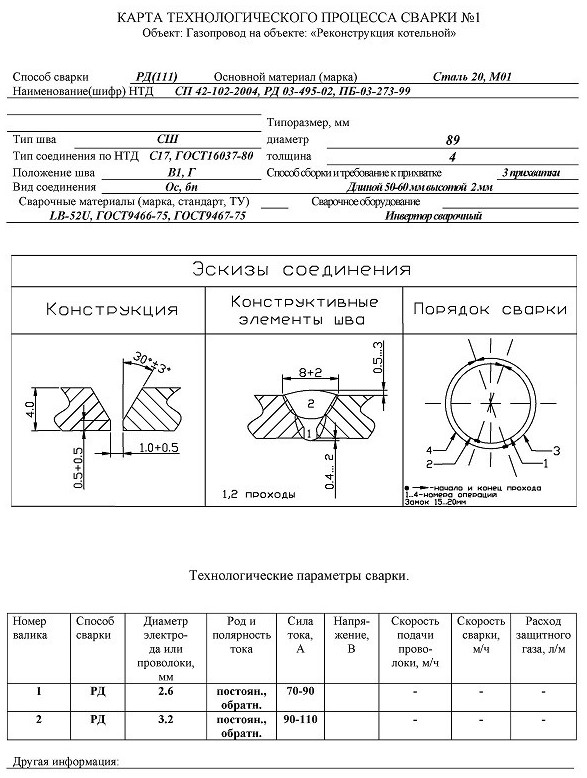 КАРТА ТЕХНОЛОГИЧЕСКОГО ПРОЦЕССА СВАРКИ №1
Объект: Газопровод на объекте: «Реконструкция котельной»
Способ сварки РД(111) Основной материал (марка) Сталь 20, М01
Наименование(шифр) НТД СП 42-102-2004, РД 03-495-02, ПБ-03-273-99
Типоразмер, мм
Тип шва СШ диаметр 89
Тип соединения по НТД С17, ГОСТ16037-80 толщина 4
Положение шва В1, Г Способ сборки и требование к прихватке 3 прихватки
Вид соединения Ос, бп Длиной 50-60 мм высотой 2 мм
Сварочные материалы (марка, стандарт, ТУ) Сварочное оборудование
LB-52U, ГОСТ9466-75, ГОСТ9467-75 Инвертор сварочный
Эскизы соединения
Конструкция
Конструктивные
элементы шва
Порядок сварки
30°±3°
4.0
0.5+0.5
1.0+0.5
8+2
0.5...3
2
1
0.4...2
1,2 проходы
4
2
3
1
-начало и конец прохода
1...4-номера операций
Замок 15...20мм
Технологические параметры сварки.
Номер валика
Способ сварки
Диаметр электро- да или проволоки, мм
Род и полярность тока
Сила тока, А
Напря- жение, В
Скорость подачи прово- локи, м/ч
Скорость сварки, м/ч
Расход защитного газа, л/м
1 РД 2.6 постоян., обратн. 70-90 - - -
2 РД 3.2 постоян., обратн. 90-110 - - -
Другая информация: